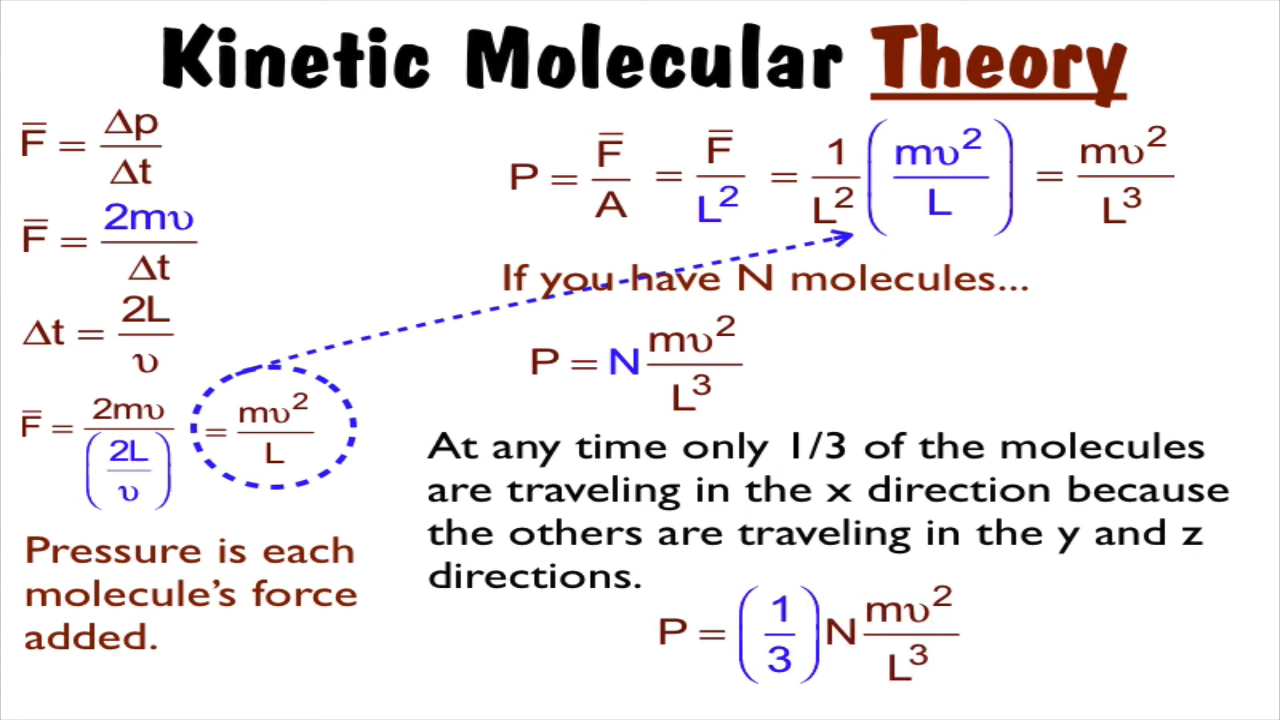 Kinetic Molecular Theory
F̄ = Δp/Δt
F̄ = 2mυ/Δt
Δt = 2L/υ
F̄ = 2mυ/(2L/υ) = mυ²/L
Pressure is each
molecule’s force
added.
P = F̄/A = F̄/L² = 1/L² (mυ²/L) = mυ²/L³
If you have N molecules...
P = N mυ²/L³
At any time only 1/3 of the molecules
are traveling in the x direction because
the others are traveling in the y and z
directions.
P = (1/3) N mυ²/L³